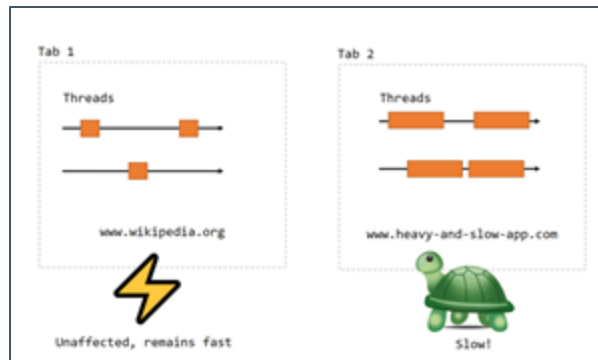 Tab 1
Threads
www.wikipedia.org
Unaffected, remains fast
Tab 2
Threads
www.heavy-and-slow-app.com
Slow!